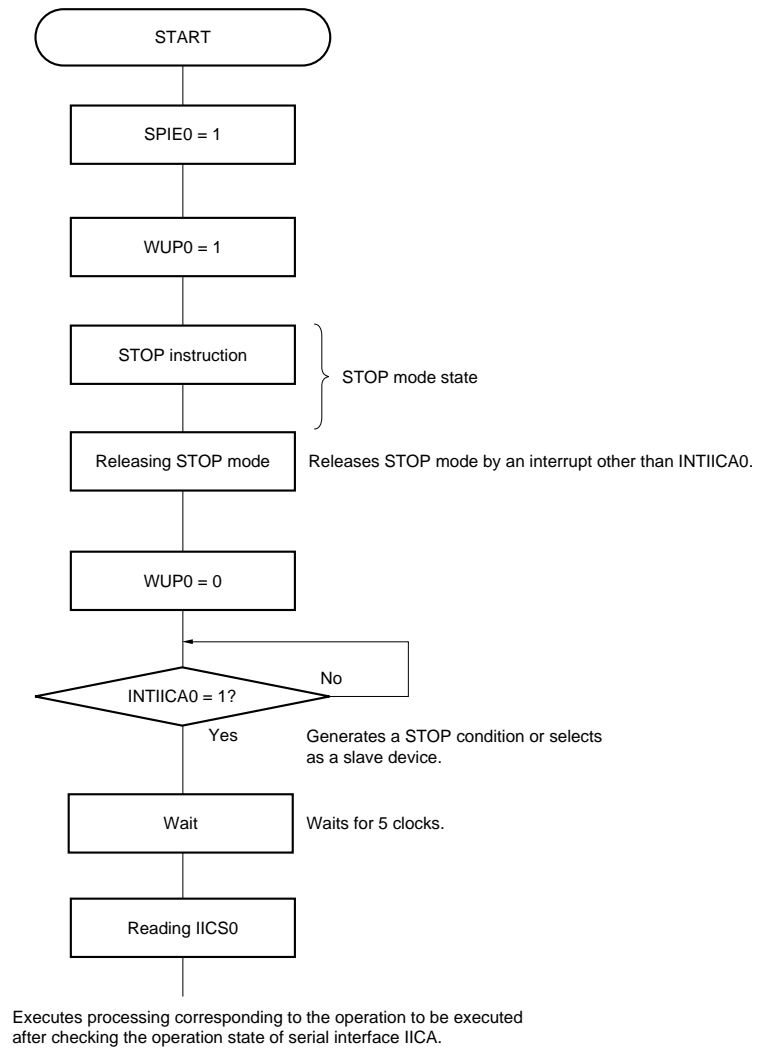 START
SPIE0 = 1
WUP0 = 1
STOP instruction
STOP mode state
Releasing STOP mode
Releases STOP mode by an interrupt other than INTIICA0.
WUP0 = 0
No
INTIICA0 = 1?
Yes
Generates a STOP condition or selects
as a slave device.
Wait
Waits for 5 clocks.
Reading IICS0
Executes processing corresponding to the operation to be executed
after checking the operation state of serial interface IICA.